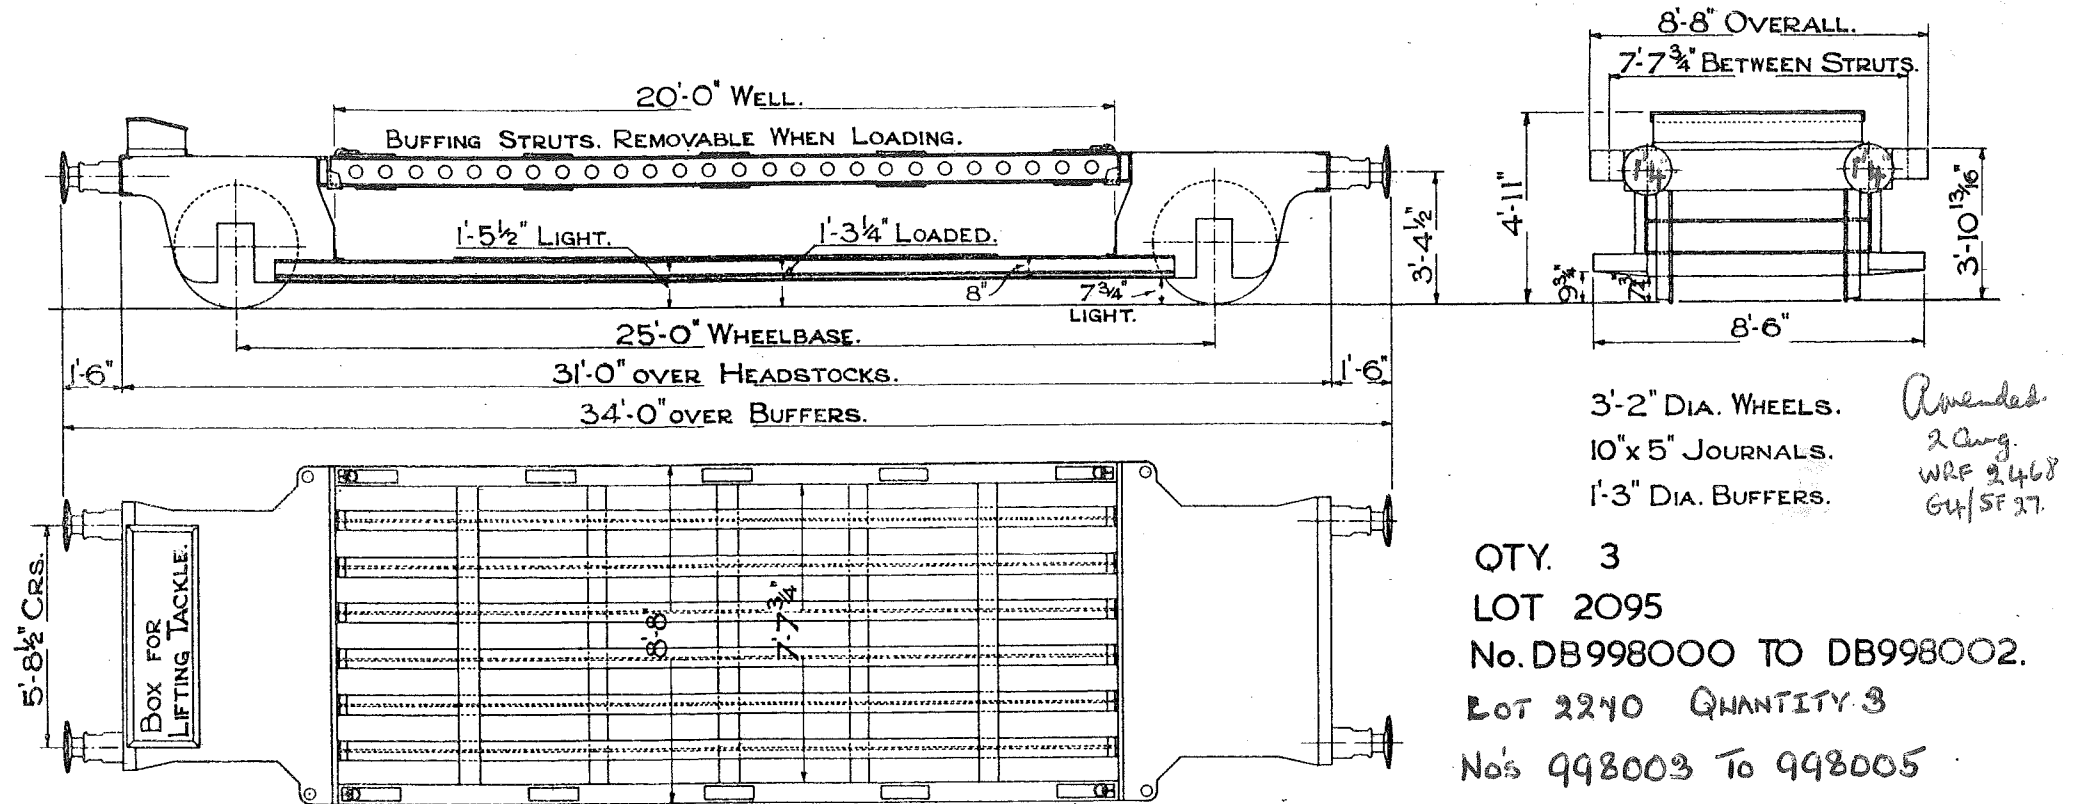 20'-0" WELL.
BUFFING STRUTS. REMOVABLE WHEN LOADING.
1'-5½" LIGHT.
1'-3¼" LOADED.
8"
7¾"
LIGHT.
3'-4½"
25'-0" WHEELBASE.
1'-6"
31'-0" OVER HEADSTOCKS.
1'-6"
34'-0" OVER BUFFERS.
8'-8" OVERALL.
7'-7¾" BETWEEN STRUTS.
4'-11"
3'-10 13/16"
9¾"
7¾"
8'-6"
5'-8½" CRS.
BOX FOR
LIFTING TACKLE.
8'-8"
7'-7¾"
3'-2" DIA. WHEELS.
10" x 5" JOURNALS.
1'-3" DIA. BUFFERS.
Amended.
2 Aug.
WRF 2468
G4/SF 27.
QTY. 3
LOT 2095
No. DB998000 TO DB998002.
LOT 2240 QUANTITY 3
No's 998003 To 998005